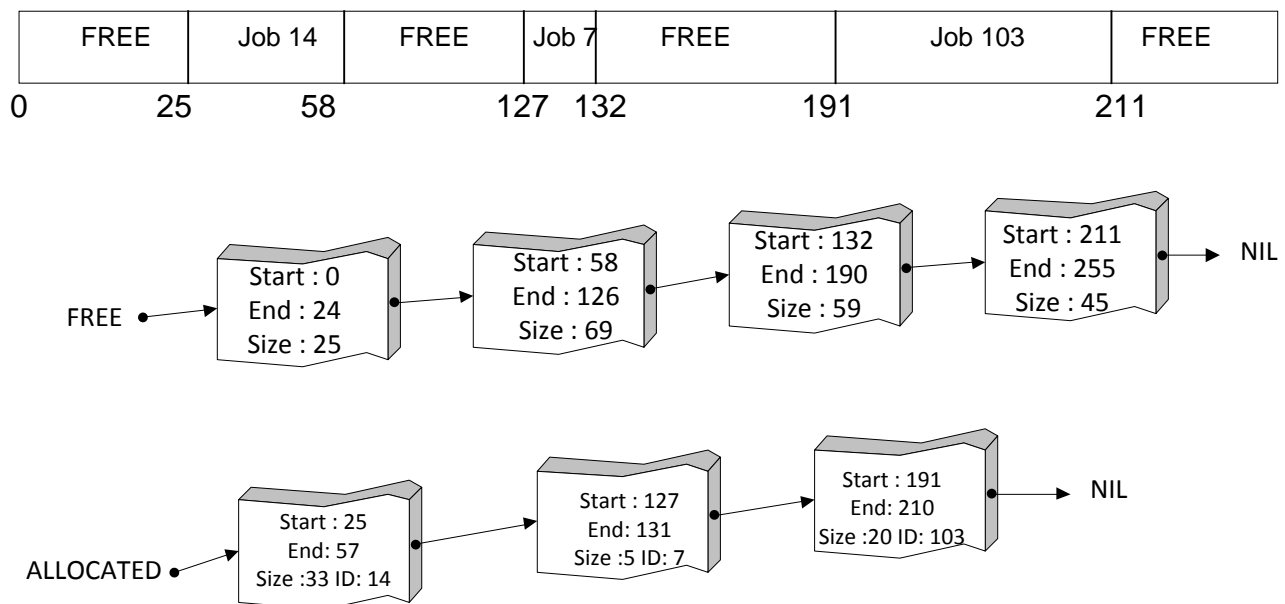 FREE Job 14 FREE Job 7 FREE Job 103 FREE
0 25 58 127 132 191 211
FREE
Start : 0
End : 24
Size : 25
Start : 58
End : 126
Size : 69
Start : 132
End : 190
Size : 59
Start : 211
End : 255
Size : 45
NIL
ALLOCATED
Start : 25
End: 57
Size :33 ID: 14
Start : 127
End: 131
Size :5 ID: 7
Start : 191
End: 210
Size :20 ID: 103
NIL